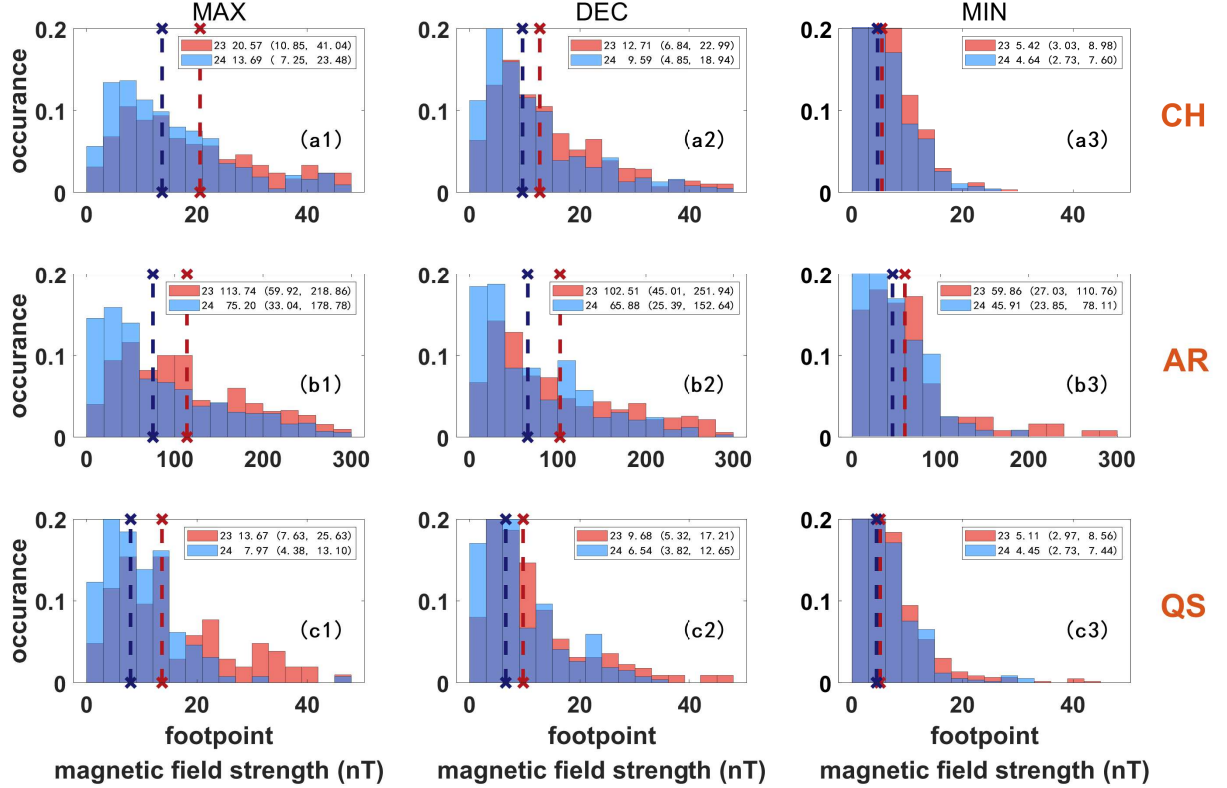 MAX DEC MIN
occurance
0.2
0.1
0
23 20.57 (10.85, 41.04)
24 13.69 ( 7.25, 23.48)
(a1)
0 20 40
0.2
0.1
0
23 12.71 (6.84, 22.99)
24 9.59 (4.85, 18.94)
(a2)
0 20 40
0.2
0.1
0
23 5.42 (3.03, 8.98)
24 4.64 (2.73, 7.60)
(a3)
0 20 40
CH
occurance
0.2
0.1
0
23 113.74 (59.92, 218.86)
24 75.20 (33.04, 178.78)
(b1)
0 100 200 300
0.2
0.1
0
23 102.51 (45.01, 251.94)
24 65.88 (25.39, 152.64)
(b2)
0 100 200 300
0.2
0.1
0
23 59.86 (27.03, 110.76)
24 45.91 (23.85, 78.11)
(b3)
0 100 200 300
AR
occurance
0.2
0.1
0
23 13.67 (7.63, 25.63)
24 7.97 (4.38, 13.10)
(c1)
0 20 40
footpoint
magnetic field strength (nT)
0.2
0.1
0
23 9.68 (5.32, 17.21)
24 6.54 (3.82, 12.65)
(c2)
0 20 40
footpoint
magnetic field strength (nT)
0.2
0.1
0
23 5.11 (2.97, 8.56)
24 4.45 (2.73, 7.44)
(c3)
0 20 40
footpoint
magnetic field strength (nT)
QS